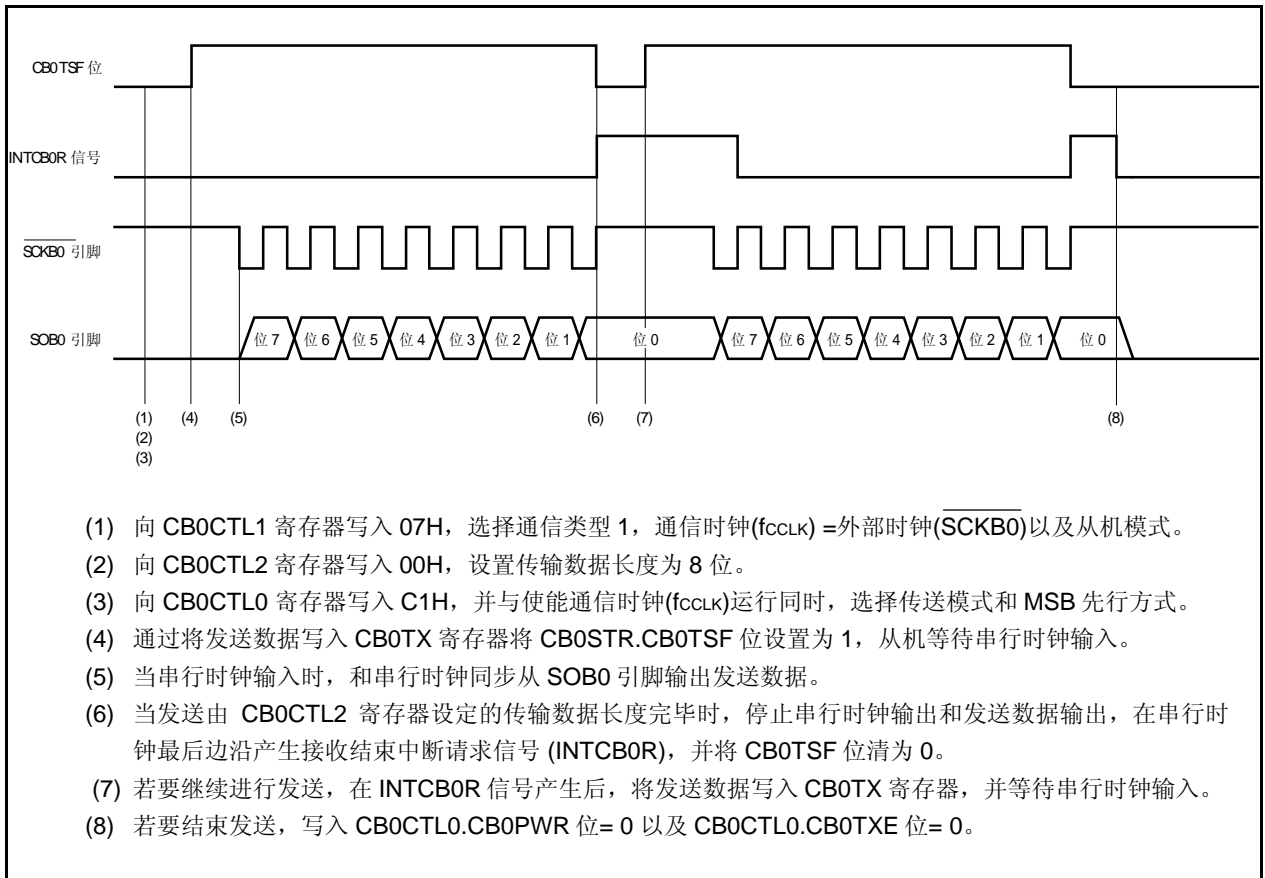 CB0TSF 位
INTCB0R 信号
SCKB0 引脚
SOB0 引脚
位 7 位 6 位 5 位 4 位 3 位 2 位 1 位 0 位 7 位 6 位 5 位 4 位 3 位 2 位 1 位 0
(1) (4) (5) (6) (7) (8)
(2)
(3)
(1) 向 CB0CTL1 寄存器写入 07H，选择通信类型 1，通信时钟(fCCLK) =外部时钟(SCKB0)以及从机模式。
(2) 向 CB0CTL2 寄存器写入 00H，设置传输数据长度为 8 位。
(3) 向 CB0CTL0 寄存器写入 C1H，并与使能通信时钟(fCCLK)运行同时，选择传送模式和 MSB 先行方式。
(4) 通过将发送数据写入 CB0TX 寄存器将 CB0STR.CB0TSF 位设置为 1，从机等待串行时钟输入。
(5) 当串行时钟输入时，和串行时钟同步从 SOB0 引脚输出发送数据。
(6) 当发送由 CB0CTL2 寄存器设定的传输数据长度完毕时，停止串行时钟输出和发送数据输出，在串行时
钟最后边沿产生接收结束中断请求信号 (INTCB0R)，并将 CB0TSF 位清为 0。
(7) 若要继续进行发送，在 INTCB0R 信号产生后，将发送数据写入 CB0TX 寄存器，并等待串行时钟输入。
(8) 若要结束发送，写入 CB0CTL0.CB0PWR 位= 0 以及 CB0CTL0.CB0TXE 位= 0。